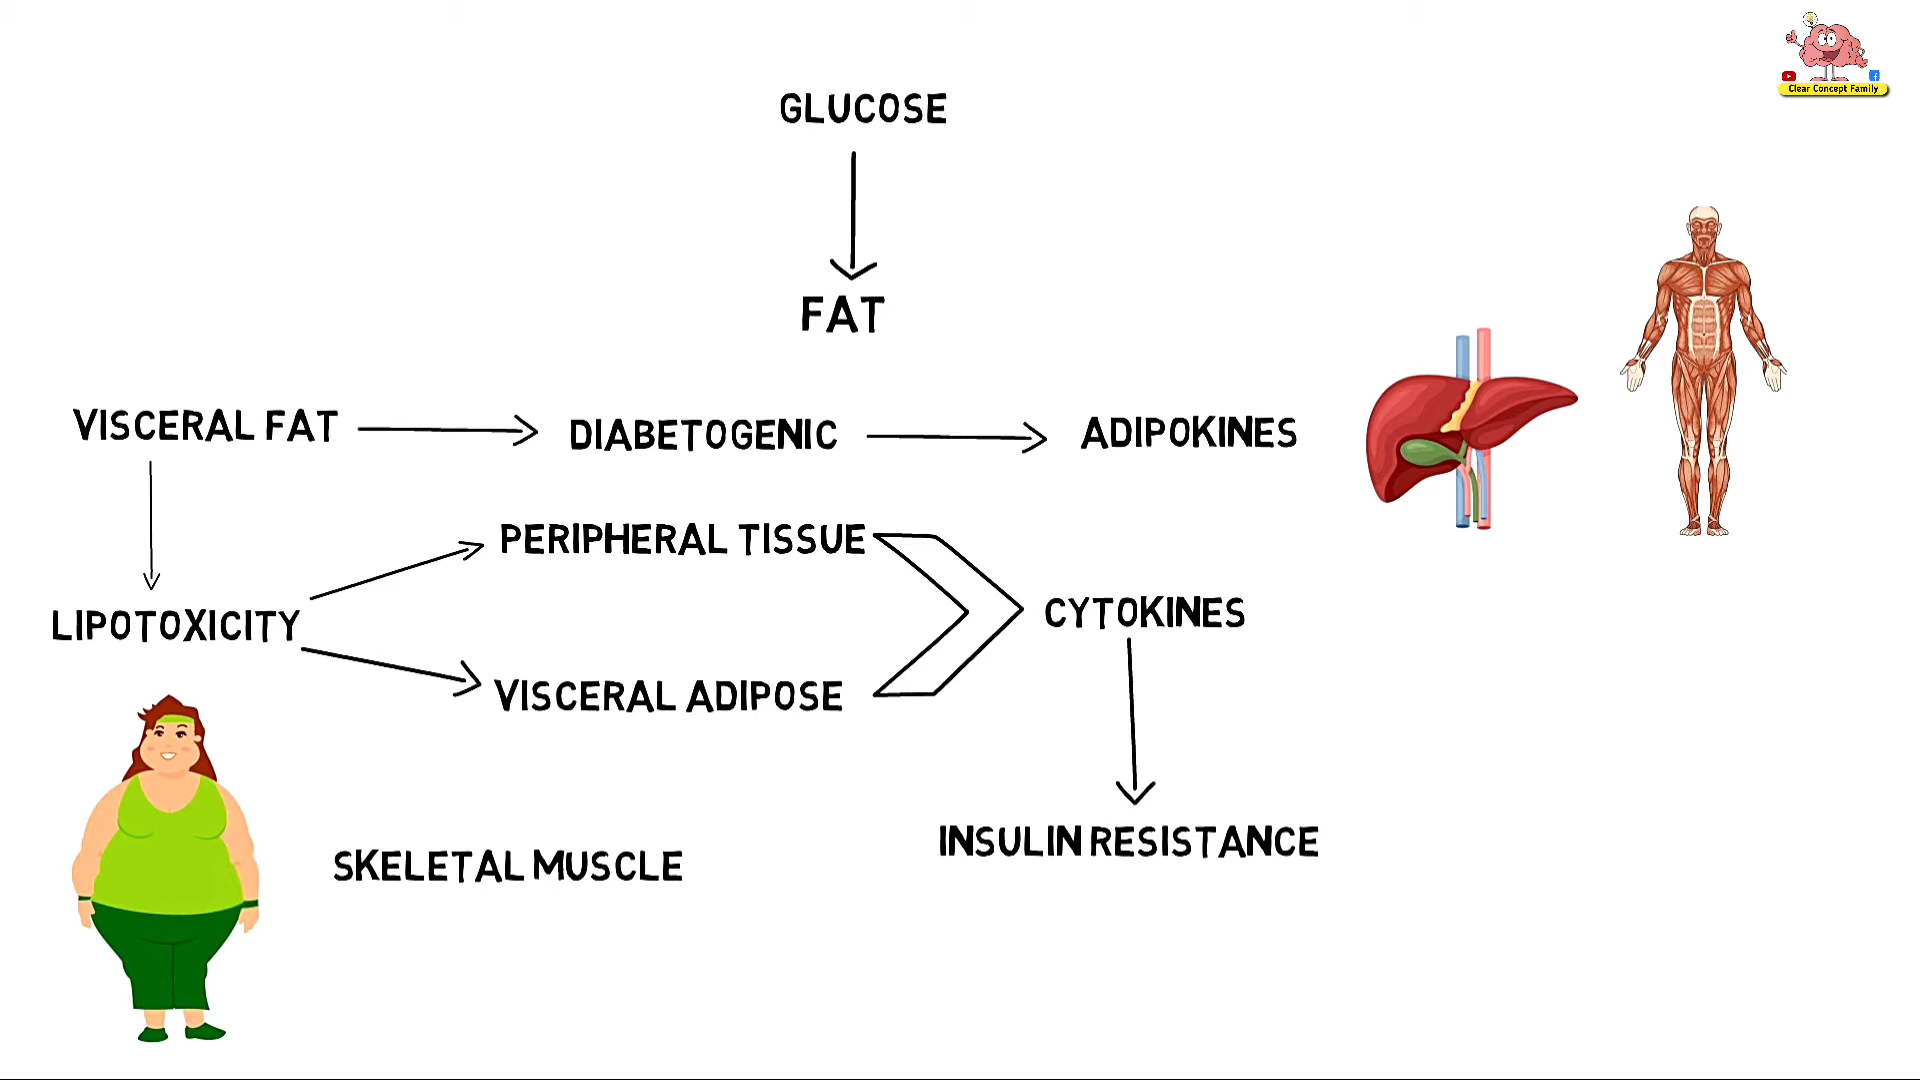 Clear Concept Family
GLUCOSE
FAT
VISCERAL FAT
DIABETOGENIC
ADIPOKINES
PERIPHERAL TISSUE
CYTOKINES
LIPOTOXICITY
VISCERAL ADIPOSE
INSULIN RESISTANCE
SKELETAL MUSCLE